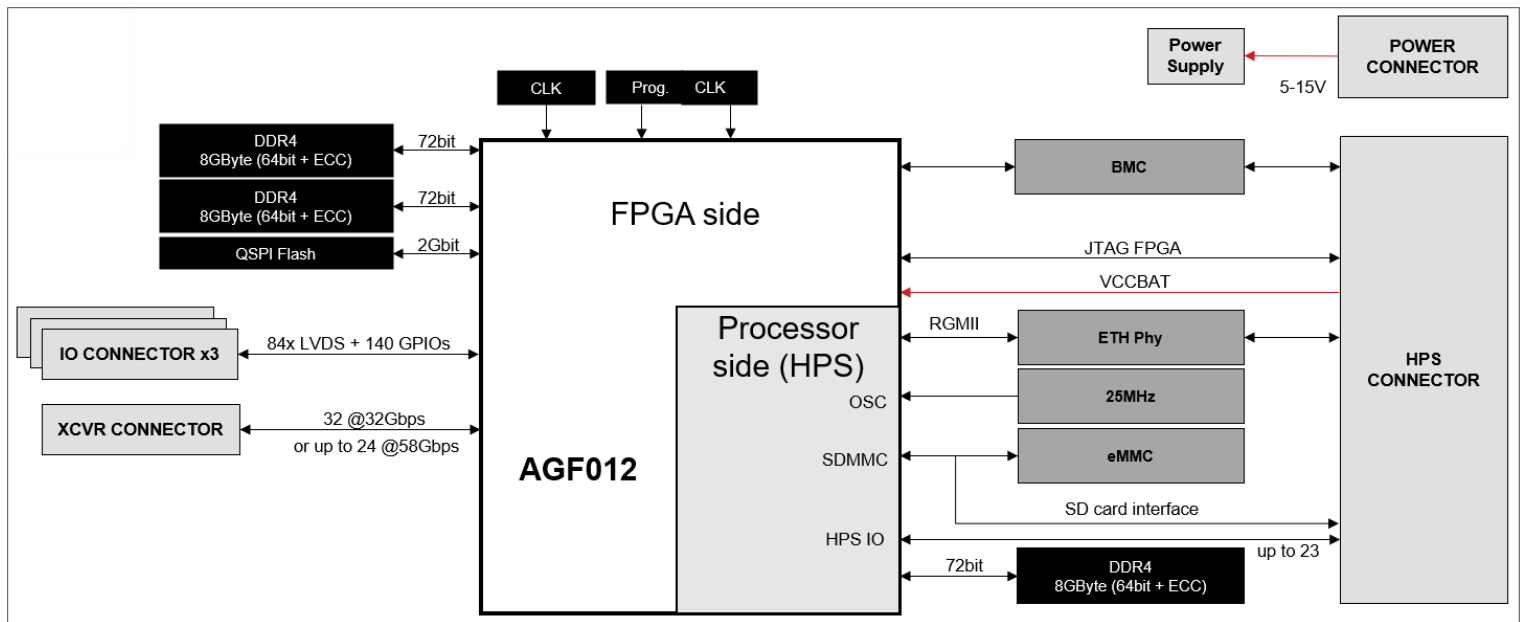 Power
Supply
5-15V
POWER
CONNECTOR
CLK
Prog.
CLK
DDR4
8GByte (64bit + ECC)
72bit
DDR4
8GByte (64bit + ECC)
72bit
QSPI Flash
2Gbit
IO CONNECTOR x3
84x LVDS + 140 GPIOs
XCVR CONNECTOR
32 @32Gbps
or up to 24 @58Gbps
FPGA side
AGF012
Processor
side (HPS)
OSC
SDMMC
HPS IO
BMC
JTAG FPGA
VCCBAT
RGMII
ETH Phy
25MHz
eMMC
SD card interface
up to 23
72bit
DDR4
8GByte (64bit + ECC)
HPS
CONNECTOR